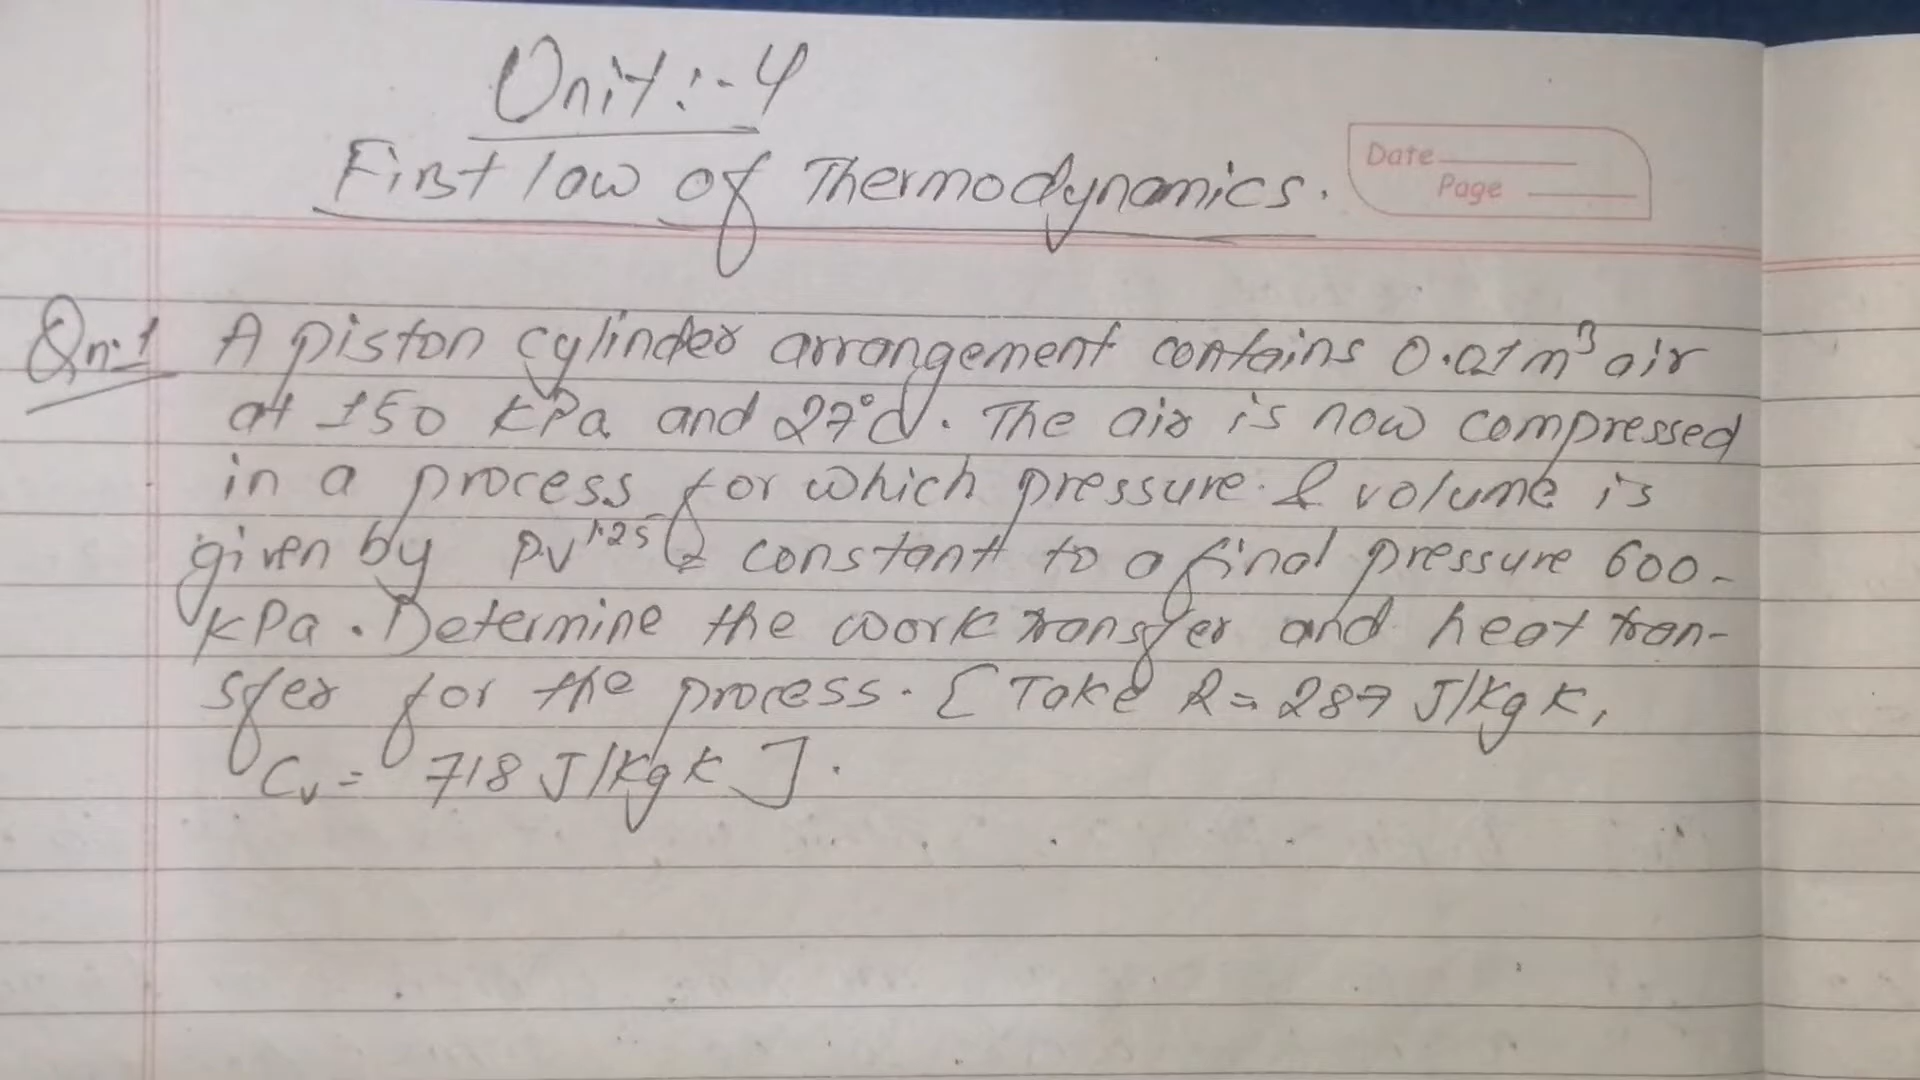 Unit:-4
First law of Thermodynamics.
Date
Page
Qn.1 A piston cylinder arrangement contains 0.01m³ air
at 150 kPa and 27°C. The air is now compressed
in a process for which pressure & volume is
given by PV^1.25 = constant to a final pressure 600-
kPa. Determine the work transfer and heat tran-
sfer for the process. [Take R = 287 J/kgK,
Cv = 718 J/kgK].